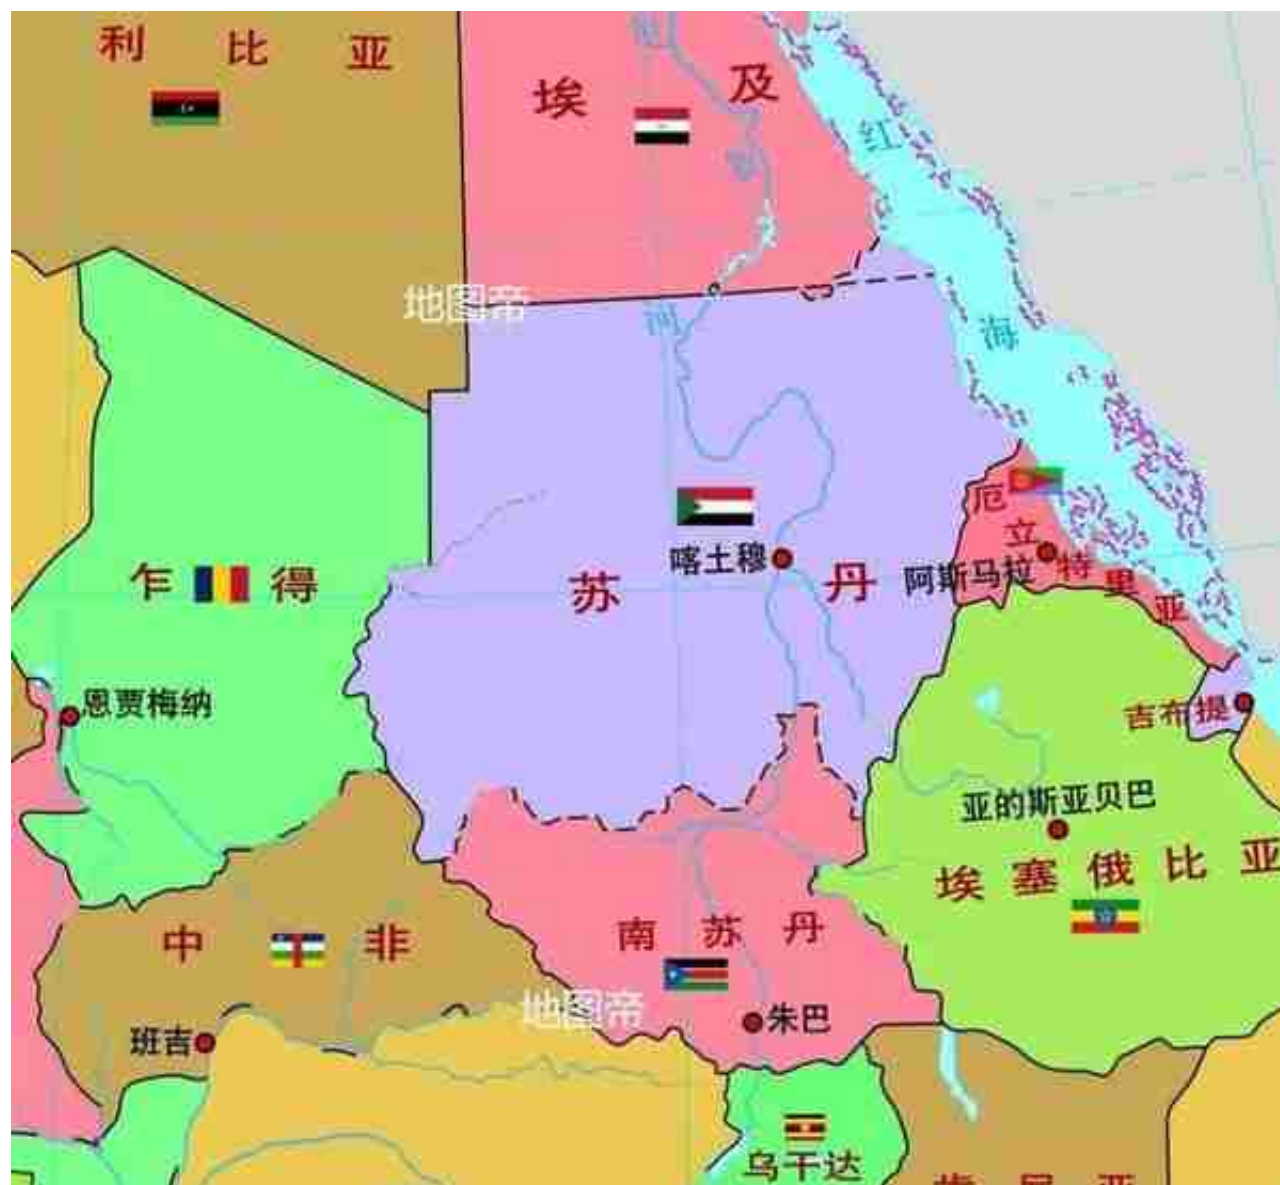 利比亚
埃及
红海
河
地图帝
苏丹
喀土穆
厄立特里亚
阿斯马拉
乍得
恩贾梅纳
吉布提
亚的斯亚贝巴
埃塞俄比亚
南苏丹
中非
地图帝
朱巴
班吉
乌干达
肯尼亚